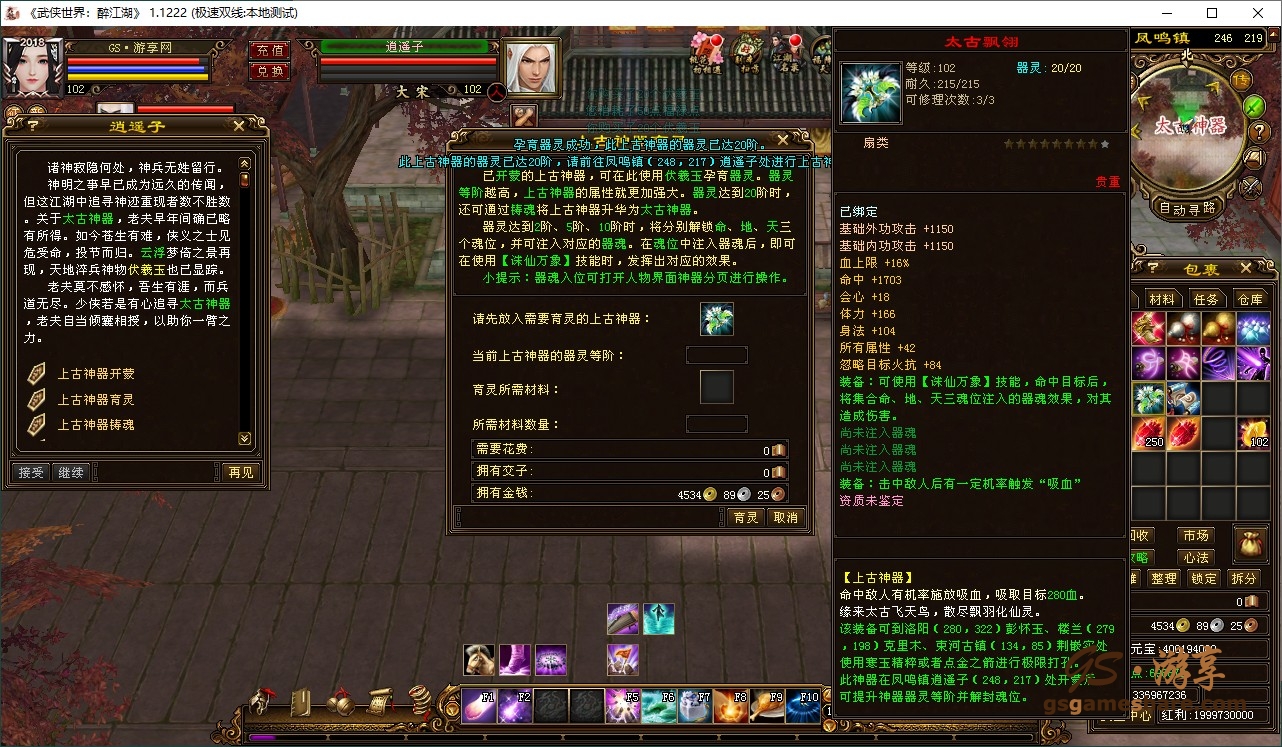 《武侠世界：醉江湖》 1.1222 (极速双线:本地测试)
2018
GS·游享网
102
充值
兑换
逍遥子
大宋
102
凤鸣镇 246 219
北
传
太古神器
自动寻路
逍遥子
诸神寂隐何处，神兵无姓留行。
神明之事早已成为远久的传闻，
但这江湖中追寻神迹重现者数不胜数
。关于太古神器，老夫早年间确已略
有所得。如今苍生有难，侠义之士见
危受命，投节而归。云浮梦倚之景再
现，天地淬兵神物伏羲玉也已显踪。
老夫莫不感怀，吾生有涯，而兵
道无尽。少侠若是有心追寻太古神器
，老夫自当倾囊相授，以助你一臂之
力。
上古神器开蒙
上古神器育灵
上古神器铸魂
接受
继续
再见
孕育器灵成功，此上古神器的器灵已达20阶。
此上古神器的器灵已达20阶，请前往凤鸣镇（248，217）逍遥子处进行上古神
已开蒙的上古神器，可在此使用伏羲玉孕育器灵。器灵
等阶越高，上古神器的属性就更加强大。器灵达到20阶时，
还可通过铸魂将上古神器升华为太古神器。
器灵达到2阶、5阶、10阶时，将分别解锁命、地、天三
个魂位，并可注入对应的器魂。在魂位中注入器魂后，即可
在使用【诛仙万象】技能时，发挥出对应的效果。
小提示：器魂入位可打开人物界面神器分页进行操作。
请先放入需要育灵的上古神器：
当前上古神器的器灵等阶：
育灵所需材料：
所需材料数量：
需要花费: 0
拥有交子: 0
拥有金钱: 4534 89 25
育灵
取消
太古飘翎
等级:102
器灵: 20/20
耐久:215/215
可修理次数:3/3
扇类
贵重
已绑定
基础外功攻击 +1150
基础内功攻击 +1150
血上限 +16%
命中 +1703
会心 +18
体力 +166
身法 +104
所有属性 +42
忽略目标火抗 +84
装备：可使用【诛仙万象】技能，命中目标后，
将集合命、地、天三魂位注入的器魂效果，对其
造成伤害。
尚未注入器魂
尚未注入器魂
尚未注入器魂
装备：击中敌人后有一定机率触发“吸血”
资质未鉴定
【上古神器】
命中敌人有机率施放吸血，吸取目标280血。
缘来太古飞天鸟，散尽飘羽化仙灵。
该装备可到洛阳（280，322）彭怀玉、楼兰（279
，198）克里木、束河古镇（134，85）荆嵌实处
使用寒玉精粹或者点金之箭进行极限打孔。
此神器在凤鸣镇逍遥子（248，217）处开蒙后
可提升神器器灵等阶并解封魂位。
包裹
材料
任务
仓库
250
102
回收
市场
攻略
心法
整理
锁定
拆分
0
4534 89 25
元宝:400194000
335967236
中心
红利:1999730000
F1
F2
F5
F6
F7
F8
F9
F10
1
GS·游享